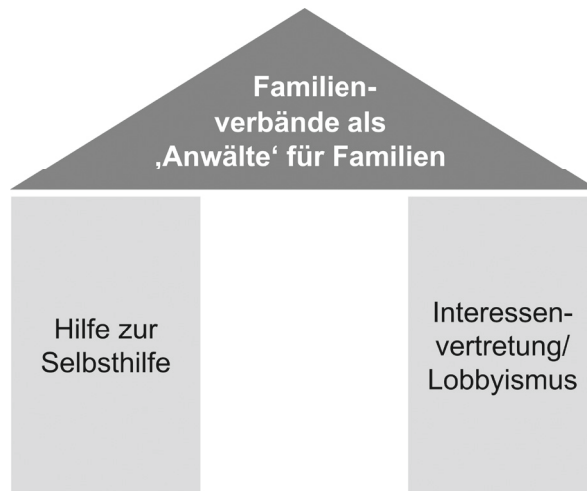 Familien-
verbände als
‚Anwälte‘ für Familien
Hilfe zur
Selbsthilfe
Interessen-
vertretung/
Lobbyismus